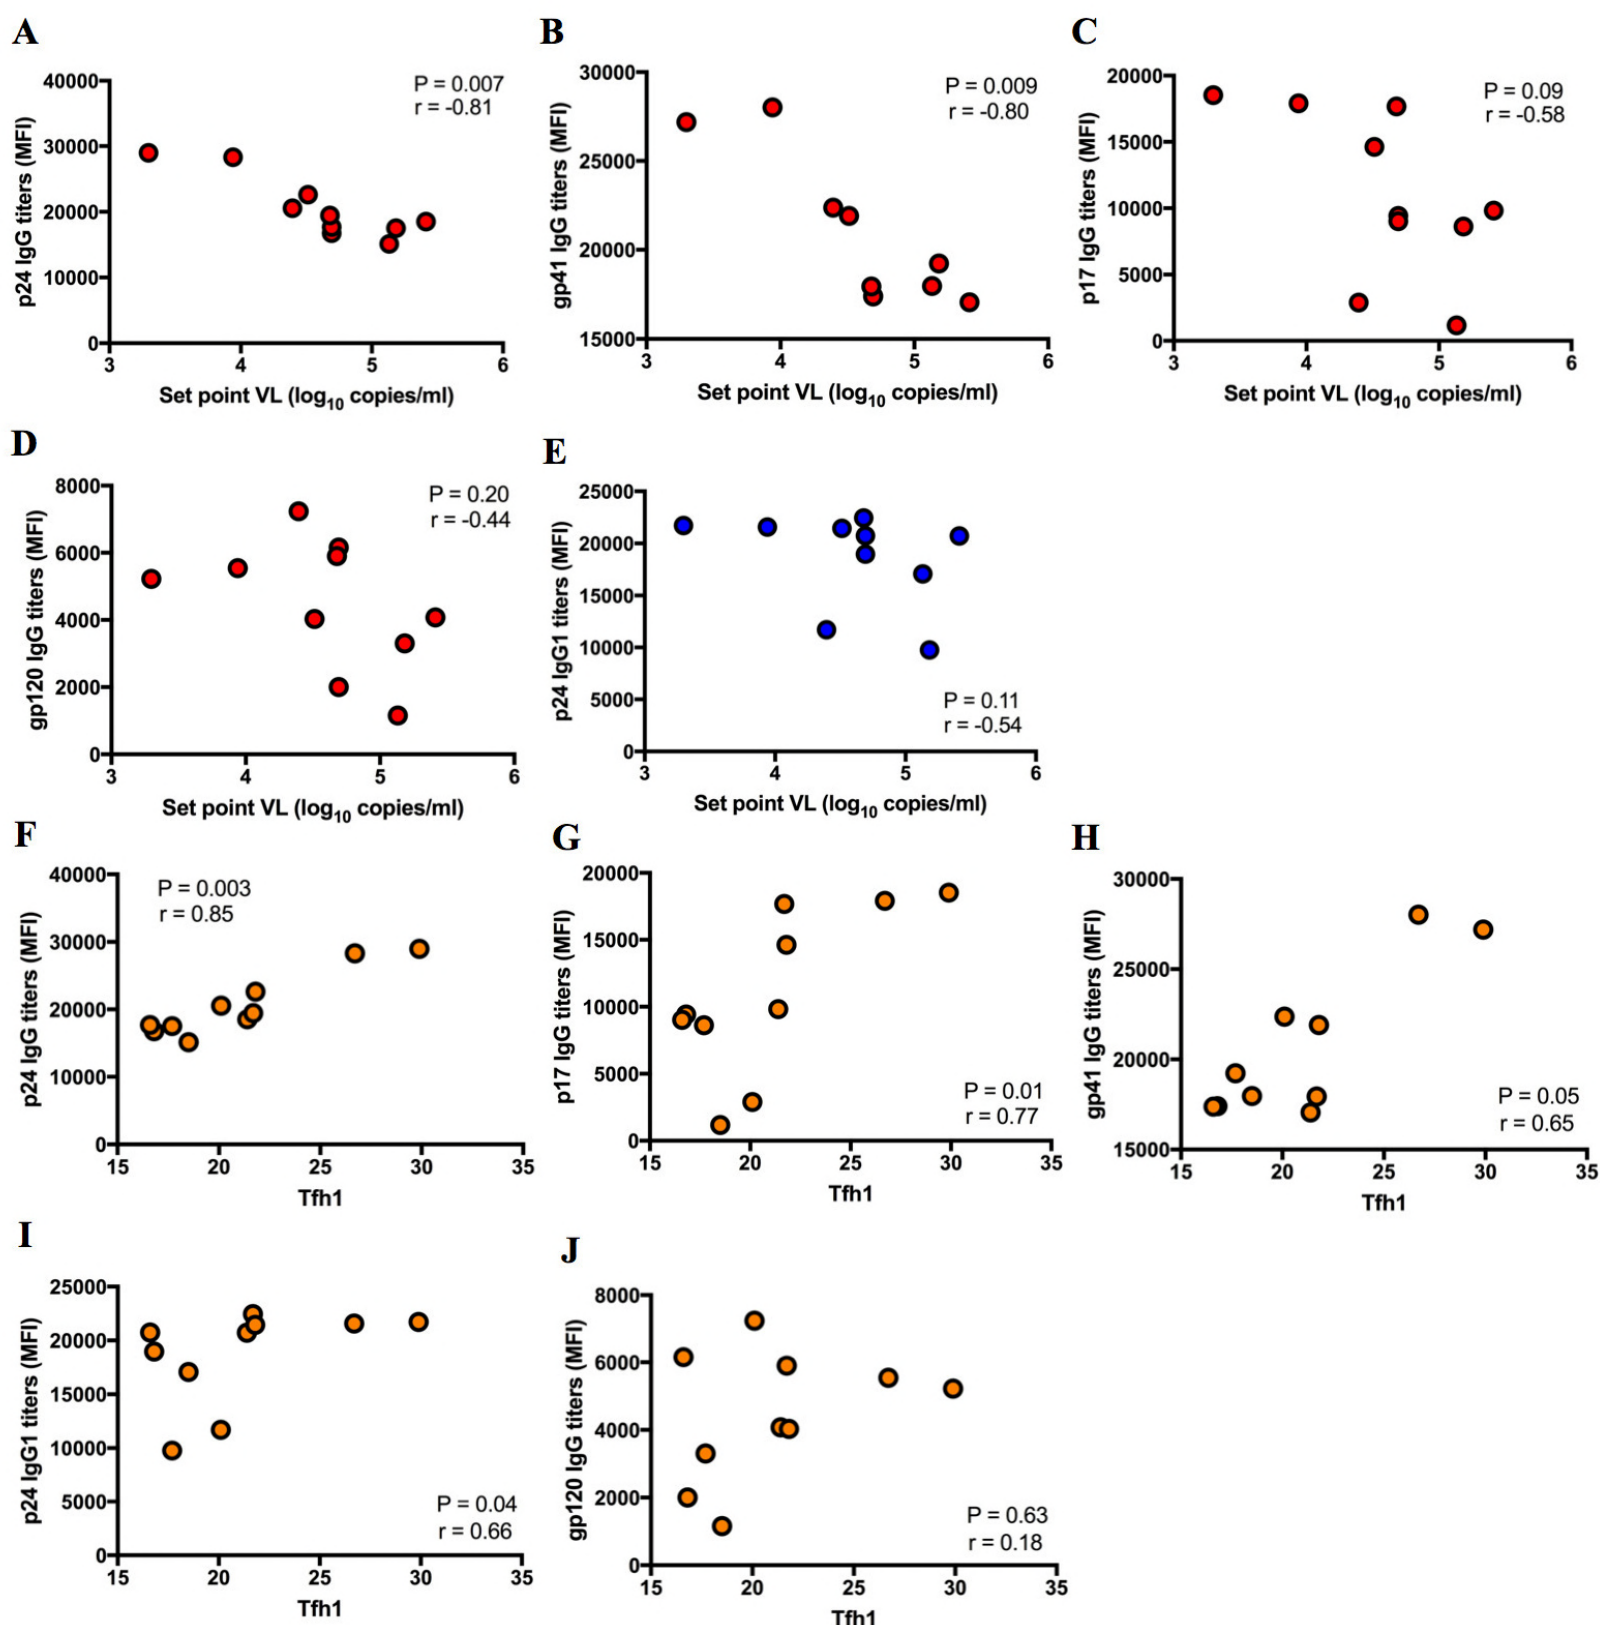 A
P = 0.007
r = -0.81
p24 IgG titers (MFI)
40000
30000
20000
10000
0
3 4 5 6
Set point VL (log10 copies/ml)
B
P = 0.009
r = -0.80
gp41 IgG titers (MFI)
30000
25000
20000
15000
3 4 5 6
Set point VL (log10 copies/ml)
C
P = 0.09
r = -0.58
p17 IgG titers (MFI)
20000
15000
10000
5000
0
3 4 5 6
Set point VL (log10 copies/ml)
D
P = 0.20
r = -0.44
gp120 IgG titers (MFI)
8000
6000
4000
2000
0
3 4 5 6
Set point VL (log10 copies/ml)
E
p24 IgG1 titers (MFI)
25000
20000
15000
10000
5000
0
P = 0.11
r = -0.54
3 4 5 6
Set point VL (log10 copies/ml)
F
P = 0.003
r = 0.85
p24 IgG titers (MFI)
40000
30000
20000
10000
0
15 20 25 30 35
Tfh1
G
p17 IgG titers (MFI)
20000
15000
10000
5000
0
P = 0.01
r = 0.77
15 20 25 30 35
Tfh1
H
gp41 IgG titers (MFI)
30000
25000
20000
15000
P = 0.05
r = 0.65
15 20 25 30 35
Tfh1
I
p24 IgG1 titers (MFI)
25000
20000
15000
10000
5000
0
P = 0.04
r = 0.66
15 20 25 30 35
Tfh1
J
gp120 IgG titers (MFI)
8000
6000
4000
2000
0
P = 0.63
r = 0.18
15 20 25 30 35
Tfh1